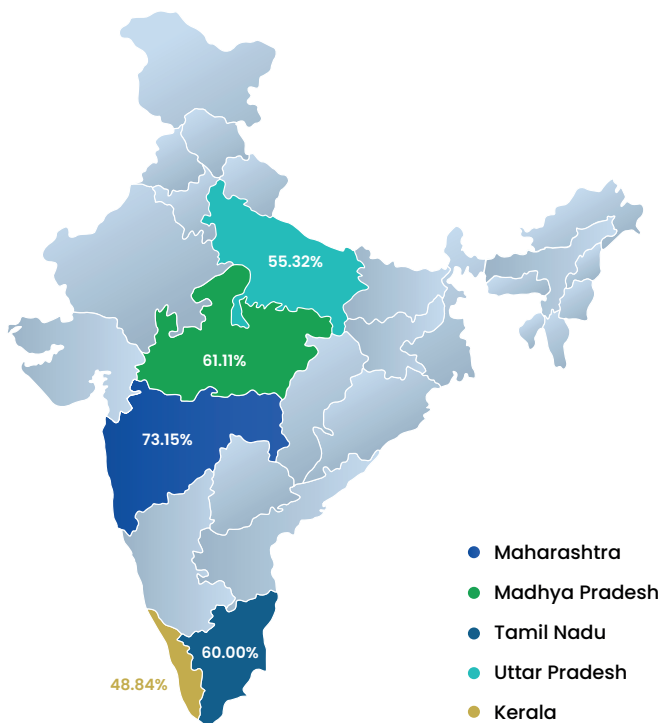 55.32%
61.11%
73.15%
60.00%
48.84%
Maharashtra
Madhya Pradesh
Tamil Nadu
Uttar Pradesh
Kerala